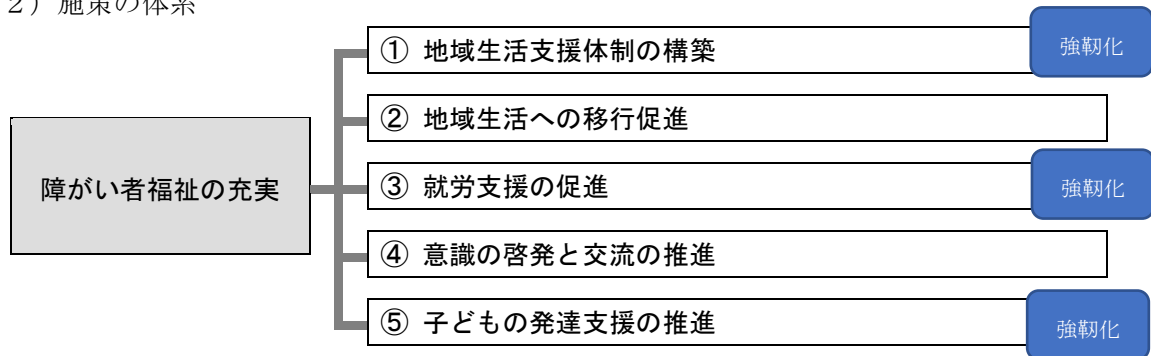 ２）施策の体系
① 地域生活支援体制の構築
強靭化
② 地域生活への移行促進
障がい者福祉の充実
③ 就労支援の促進
強靭化
④ 意識の啓発と交流の推進
⑤ 子どもの発達支援の推進
強靭化